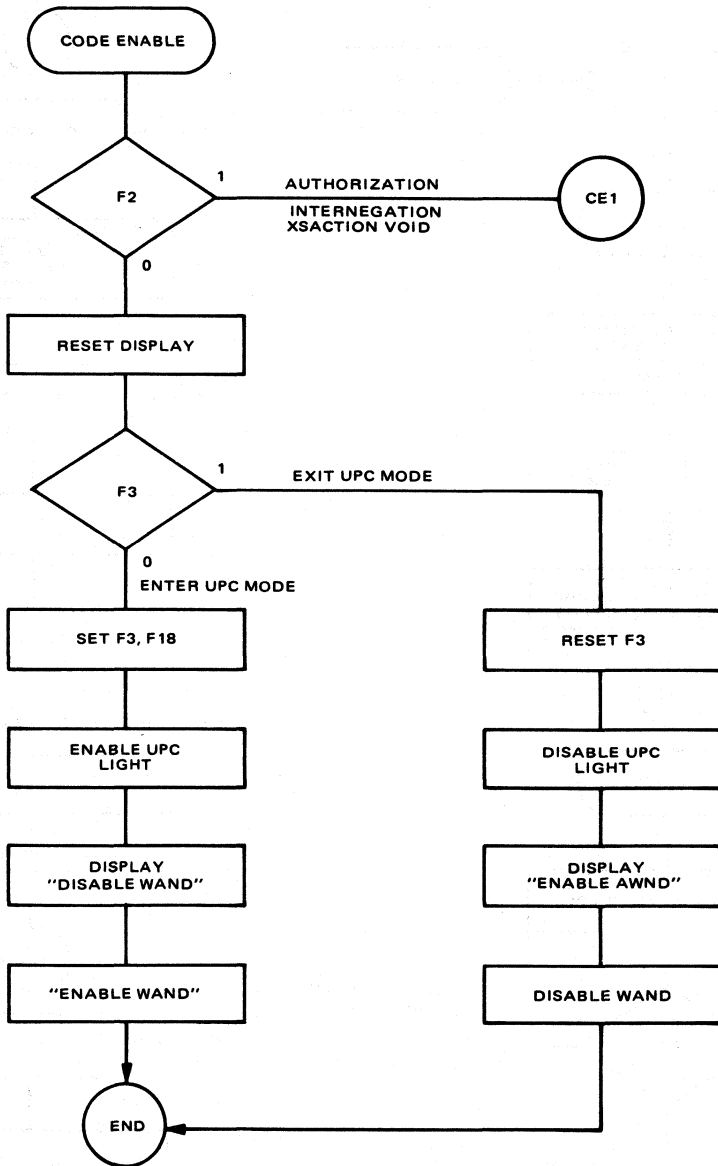 CODE ENABLE
F2
1
AUTHORIZATION
INTERNEGATION
XSACTION VOID
CE1
0
RESET DISPLAY
F3
1
EXIT UPC MODE
0
ENTER UPC MODE
SET F3, F18
RESET F3
ENABLE UPC
LIGHT
DISABLE UPC
LIGHT
DISPLAY
"DISABLE WAND"
DISPLAY
"ENABLE AWND"
"ENABLE WAND"
DISABLE WAND
END